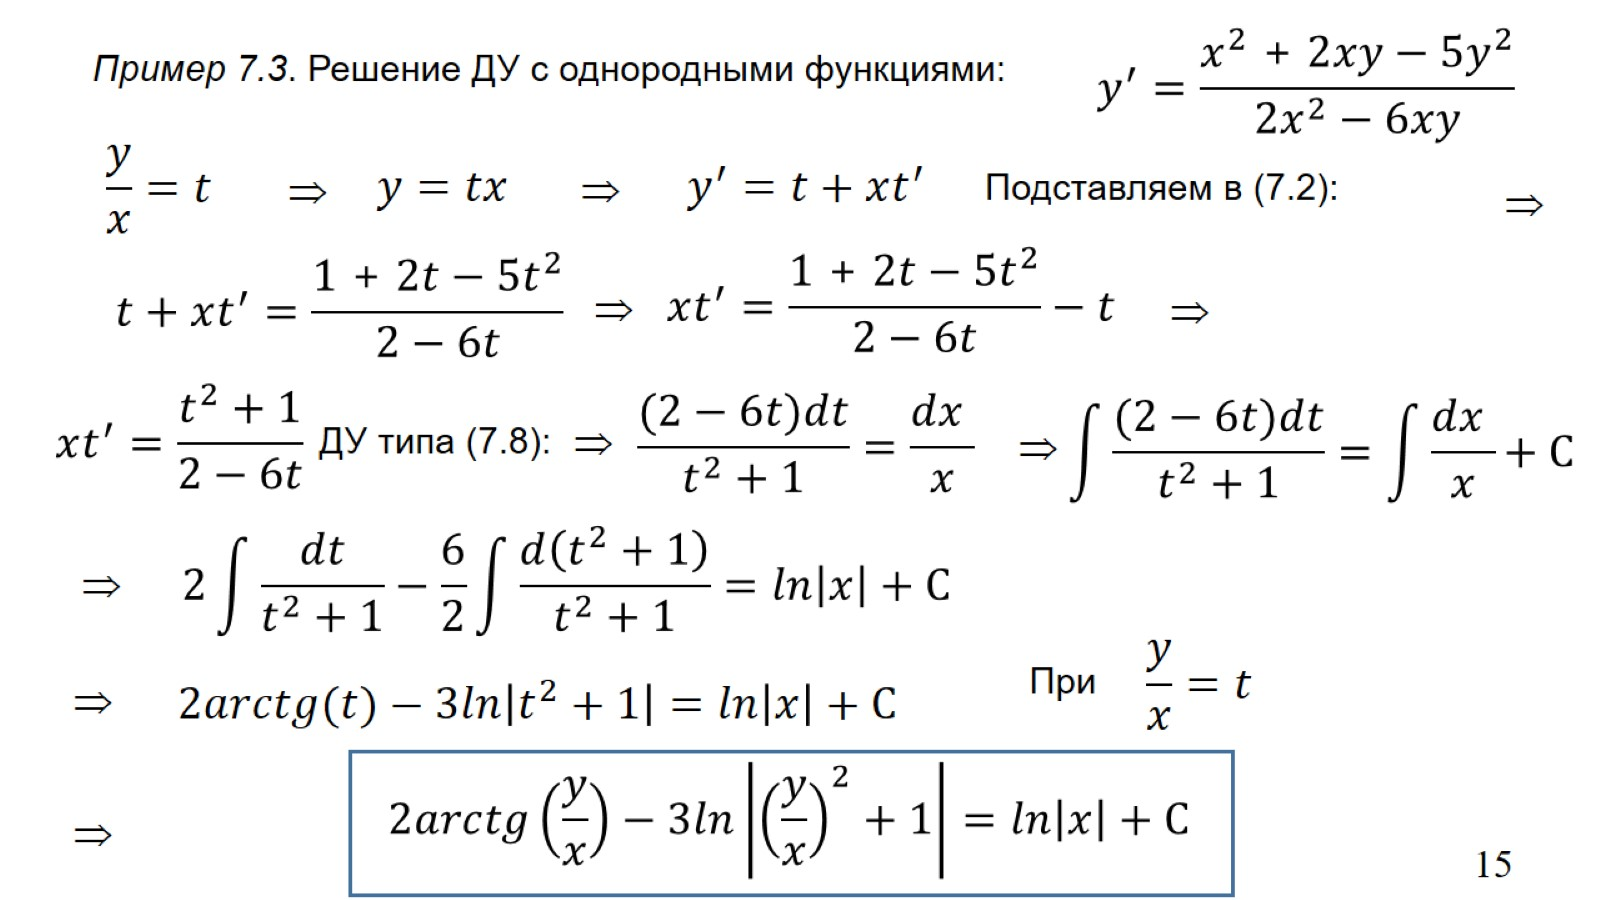 Пример 7.3. Решение ДУ с однородными функциями: y′ = (x² + 2xy − 5y²)/(2x² − 6xy)
y/x = t ⇒ y = tx ⇒ y′ = t + xt′ Подставляем в (7.2): ⇒
t + xt′ = (1 + 2t − 5t²)/(2 − 6t) ⇒ xt′ = (1 + 2t − 5t²)/(2 − 6t) − t ⇒
xt′ = (t² + 1)/(2 − 6t) ДУ типа (7.8): ⇒ (2 − 6t)dt/(t² + 1) = dx/x ⇒ ∫ (2 − 6t)dt/(t² + 1) = ∫ dx/x + C
⇒ 2 ∫ dt/(t² + 1) − 6/2 ∫ d(t² + 1)/(t² + 1) = ln|x| + C
⇒ 2arctg(t) − 3ln|t² + 1| = ln|x| + C При y/x = t
⇒ 2arctg(y/x) − 3ln|(y/x)² + 1| = ln|x| + C
15